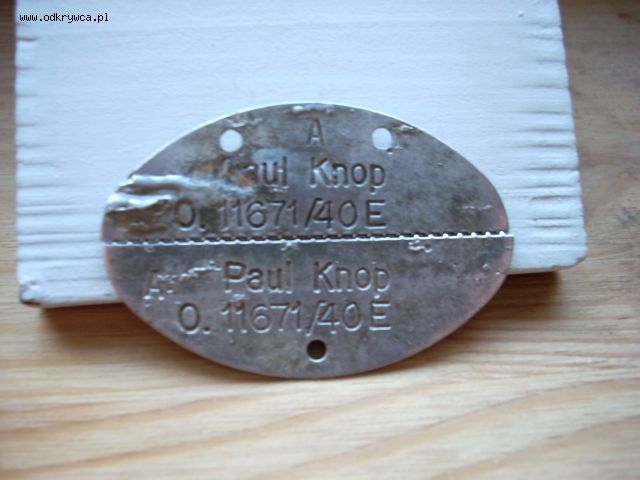 www.odkrywca.pl
A
Paul Knop
O. 11671/40 E
A
Paul Knop
O. 11671/40 E